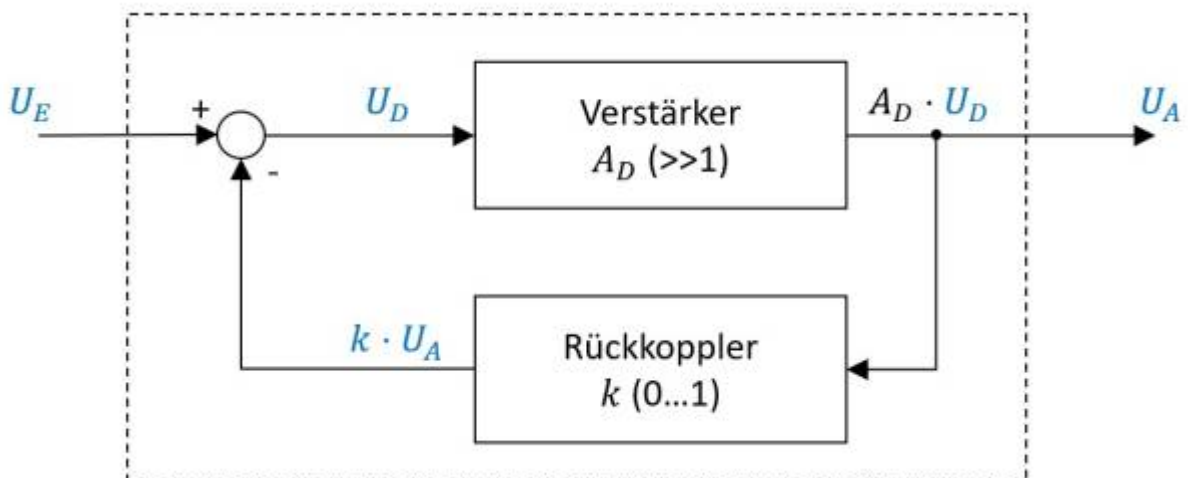 U_E
+
U_D
Verstärker
A_D (>>1)
A_D · U_D
U_A
-
k · U_A
Rückkoppler
k (0...1)